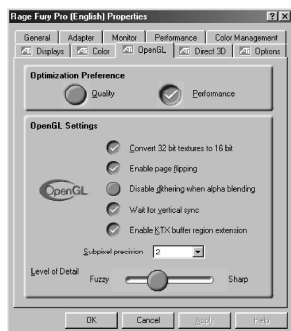 Rage Fury Pro (English) Properties
General Adapter Monitor Performance Color Management
Displays Color OpenGL Direct 3D Options
Optimization Preference
Quality Performance
OpenGL Settings
Convert 32 bit textures to 16 bit
Enable page flipping
Disable dithering when alpha blending
OpenGL
Wait for vertical sync
Enable KTX buffer region extension
Subpixel precision 2
Level of Detail
Fuzzy Sharp
OK Cancel Apply Help